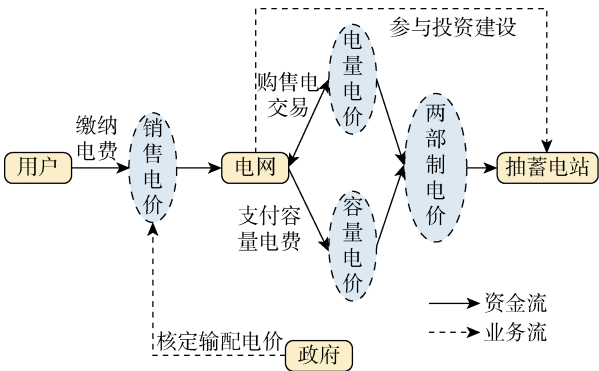 参与投资建设
电量电价
购售电
交易
缴纳
电费
销售电价
两部制电价
用户
电网
抽蓄电站
支付容
量电费
容量电价
资金流
业务流
核定输配电价
政府